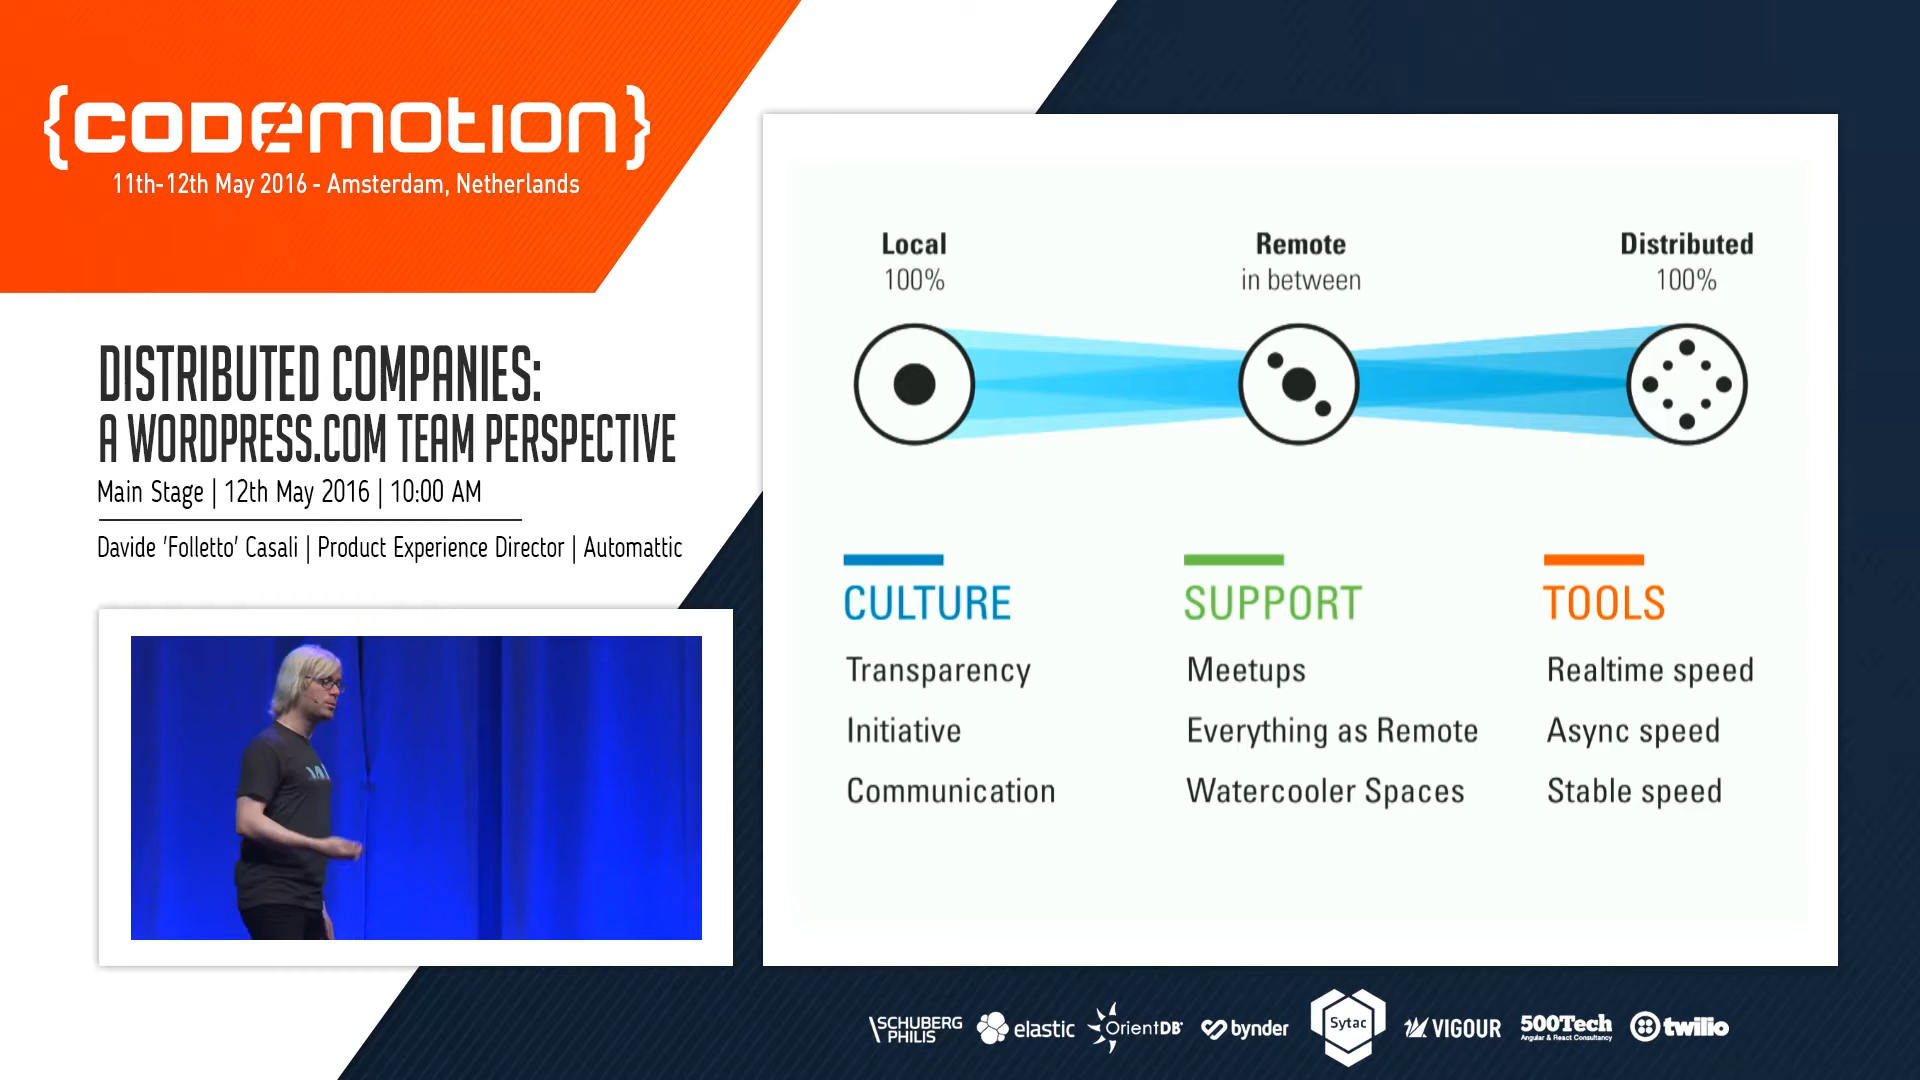 {CODEMOTION}
11th-12th May 2016 - Amsterdam, Netherlands
DISTRIBUTED COMPANIES:
A WORDPRESS.COM TEAM PERSPECTIVE
Main Stage | 12th May 2016 | 10:00 AM
Davide 'Folletto' Casali | Product Experience Director | Automattic
Local
100%
Remote
in between
Distributed
100%
CULTURE
Transparency
Initiative
Communication
SUPPORT
Meetups
Everything as Remote
Watercooler Spaces
TOOLS
Realtime speed
Async speed
Stable speed
SCHUBERG
PHILIS
elastic
OrientDB
bynder
Sytac
VIGOUR
500Tech
Angular & React Consultancy
twilio